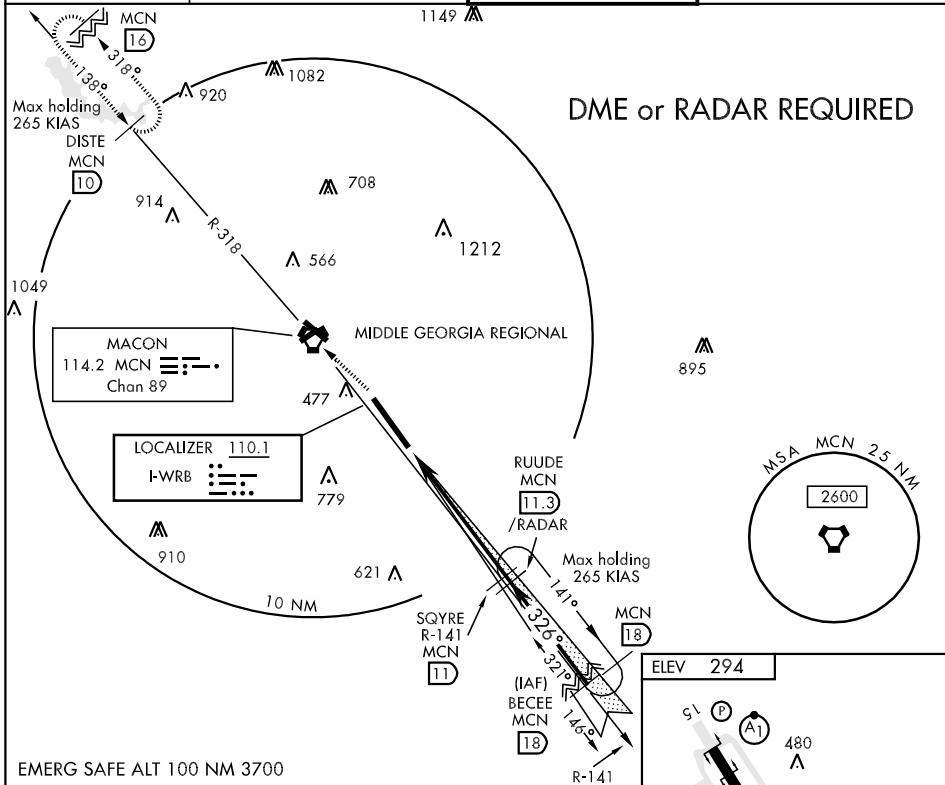 1149
MCN
16
318°
138°
1082
920
DME or RADAR REQUIRED
Max holding
265 KIAS
DISTE
MCN
10
708
914
R-318
1212
566
1049
MIDDLE GEORGIA REGIONAL
MACON
114.2 MCN
Chan 89
895
477
LOCALIZER 110.1
I-WRB
MSA MCN 25 NM
2600
RUUDE
MCN
11.3
/RADAR
779
910
Max holding
265 KIAS
621
141°
10 NM
SQYRE
R-141
MCN
11
326°
MCN
18
321°
(IAF)
BECEE
MCN
18
146°
R-141
ELEV 294
15
P
A1
480
EMERG SAFE ALT 100 NM 3700